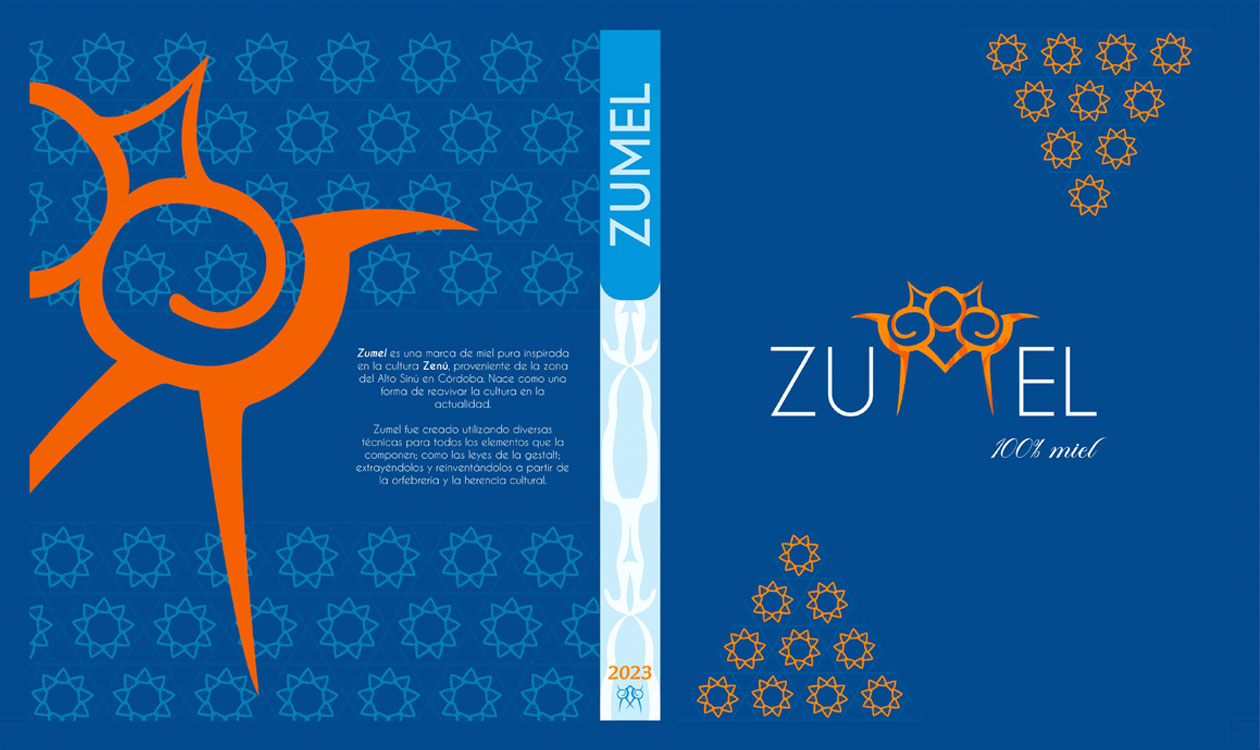 Zumel es una marca de miel pura inspirada
en la cultura Zenú, proveniente de la zona
del Alto Sinú en Córdoba. Nace como una
forma de reavivar la cultura en la
actualidad.
Zumel fue creado utilizando diversas
técnicas para todos los elementos que la
componen; como las leyes de la gestalt;
extrayéndolos y reinventándolos a partir de
la orfebrería y la herencia cultural.
ZUMEL
2023
ZUMEL
100% miel